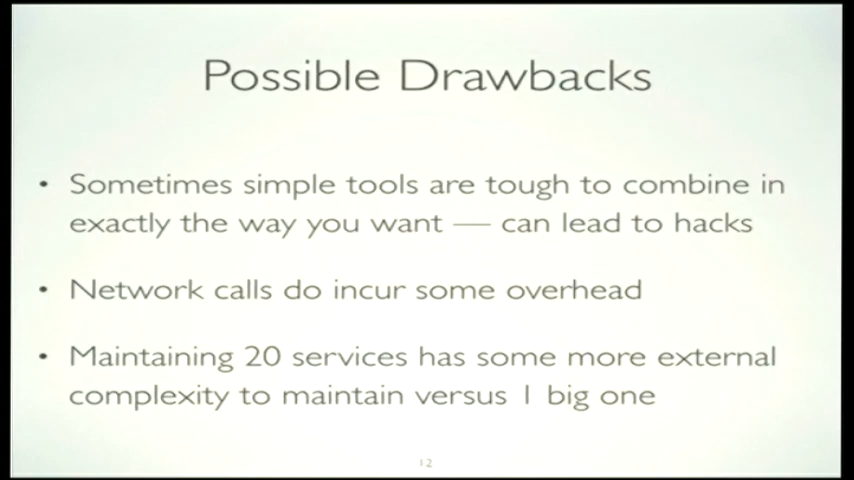 Possible Drawbacks
• Sometimes simple tools are tough to combine in
exactly the way you want — can lead to hacks
• Network calls do incur some overhead
• Maintaining 20 services has some more external
complexity to maintain versus 1 big one
12